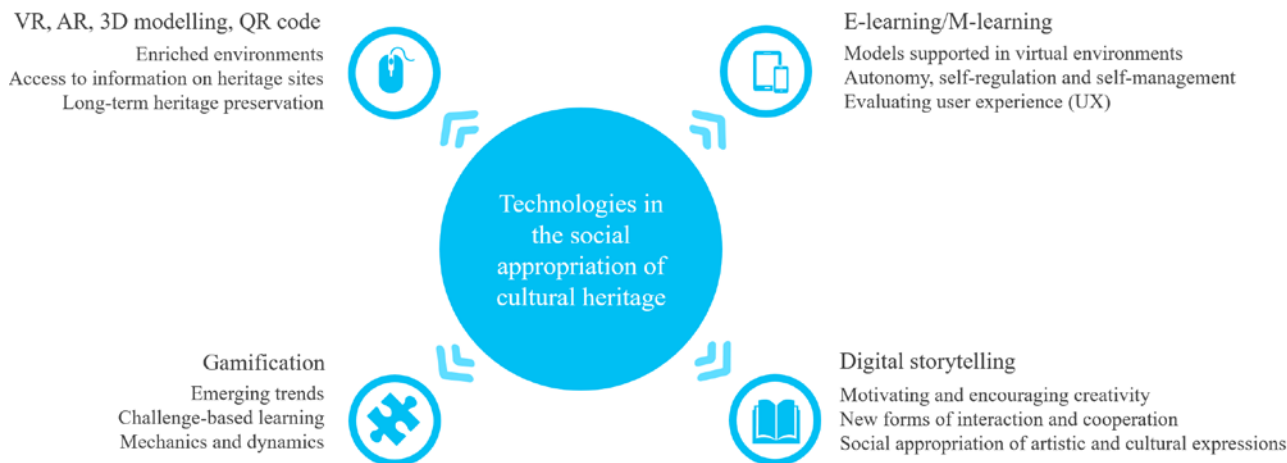 VR, AR, 3D modelling, QR code
Enriched environments
Access to information on heritage sites
Long-term heritage preservation
E-learning/M-learning
Models supported in virtual environments
Autonomy, self-regulation and self-management
Evaluating user experience (UX)
Technologies in
the social
appropriation of
cultural heritage
Gamification
Emerging trends
Challenge-based learning
Mechanics and dynamics
Digital storytelling
Motivating and encouraging creativity
New forms of interaction and cooperation
Social appropriation of artistic and cultural expressions